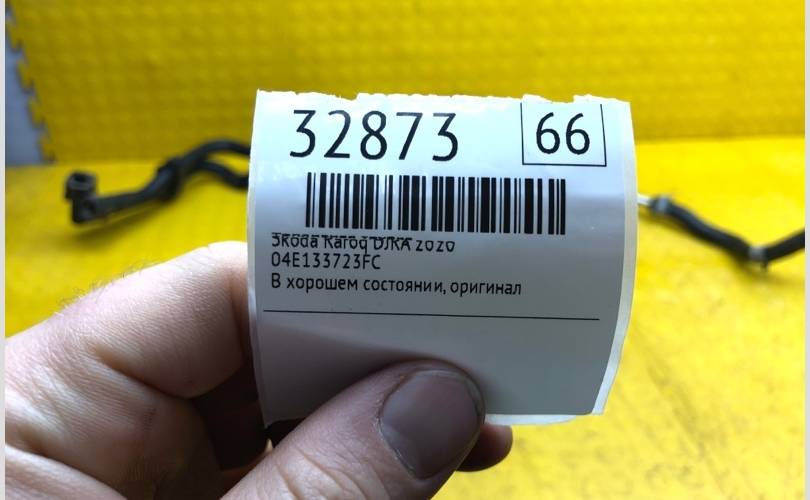 32873
66
Skoda Karoq DJKA 2020
04E133723FC
В хорошем состоянии, оригинал